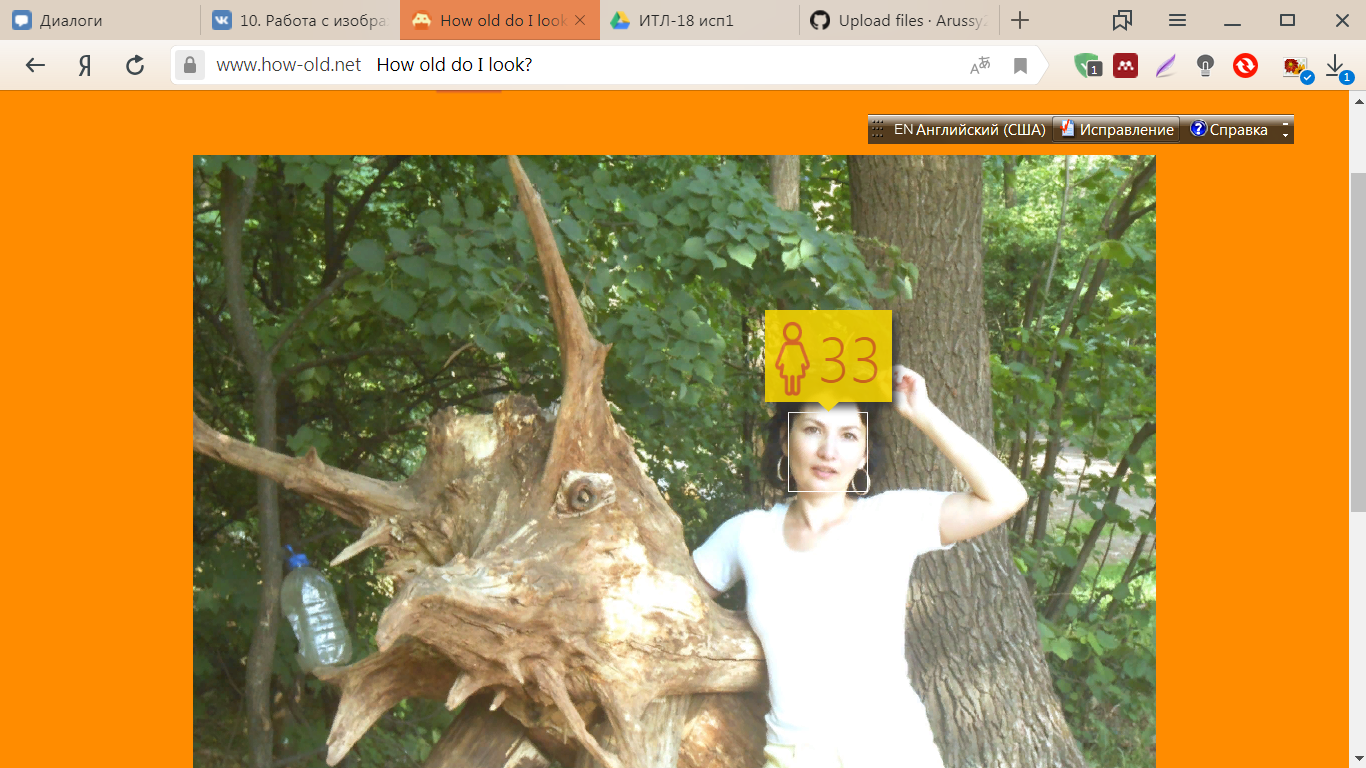 Диалоги
10. Работа с изобра
How old do I look
ИТЛ-18 исп1
Upload files · Arussy2
Я
www.how-old.net How old do I look?
1
1
EN Английский (США) Исправление Справка
33